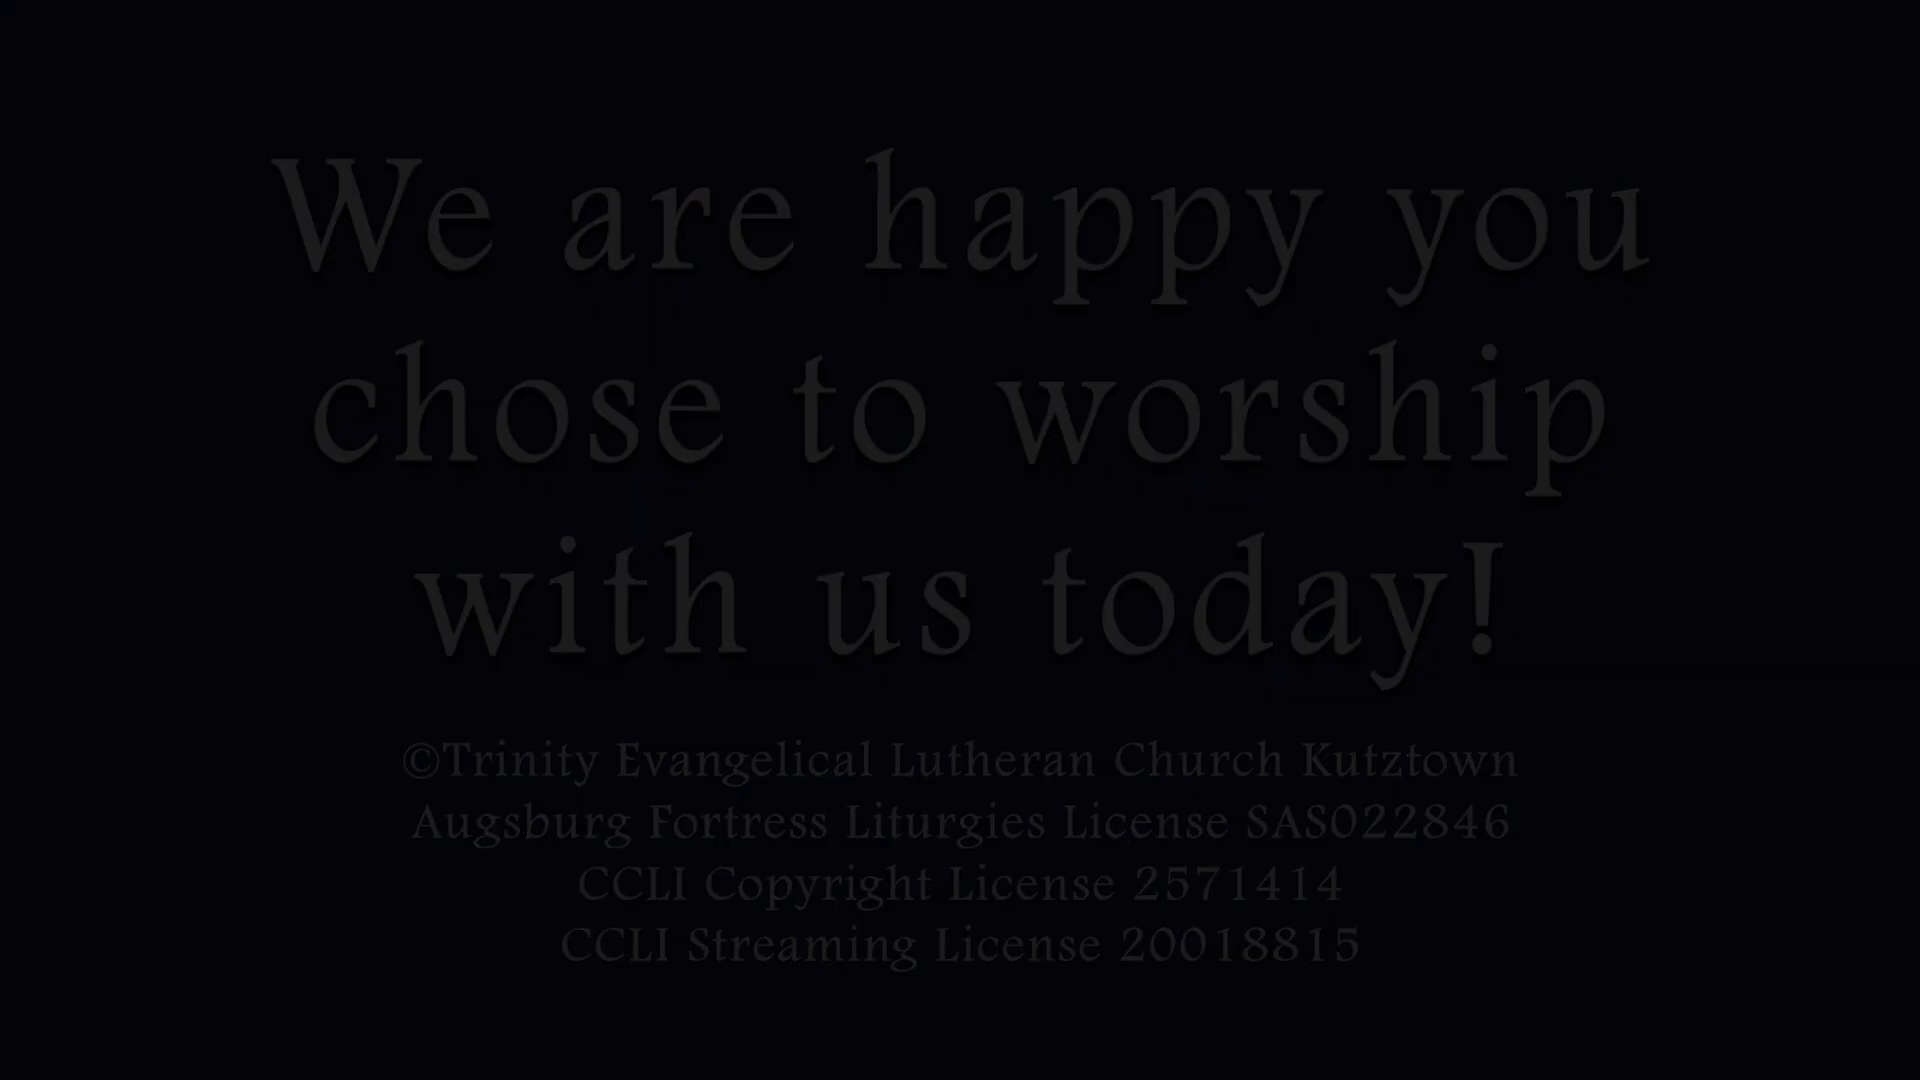 We are happy you
chose to worship
with us today!
©Trinity Evangelical Lutheran Church Kutztown
Augsburg Fortress Liturgies License SAS022846
CCLI Copyright License 2571414
CCLI Streaming License 20018815